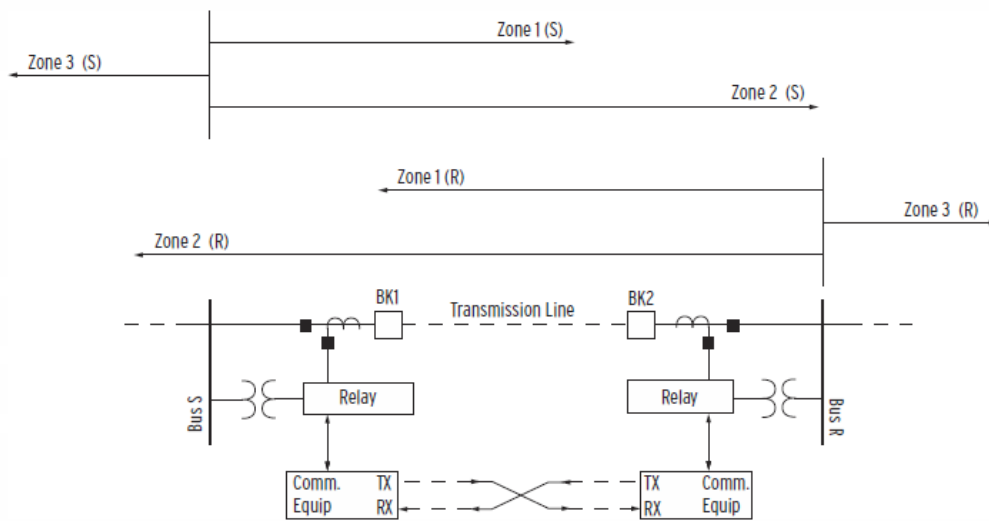 Zone 1 (S)
Zone 3 (S)
Zone 2 (S)
Zone 1 (R)
Zone 3 (R)
Zone 2 (R)
BK1
Transmission Line
BK2
Bus S
Relay
Relay
Bus R
Comm. TX
Equip RX
TX Comm.
RX Equip